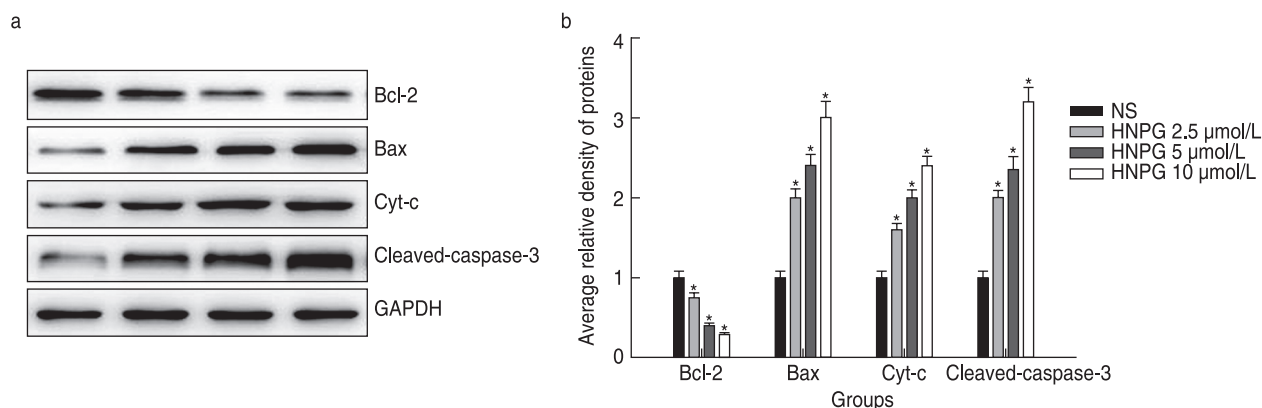 a
Bcl-2
Bax
Cyt-c
Cleaved-caspase-3
GAPDH
b
Average relative density of proteins
4
3
2
1
0
*
*
*
*
*
*
*
*
*
*
*
*
Bcl-2 Bax Cyt-c Cleaved-caspase-3
Groups
NS
HNPG 2.5 µmol/L
HNPG 5 µmol/L
HNPG 10 µmol/L